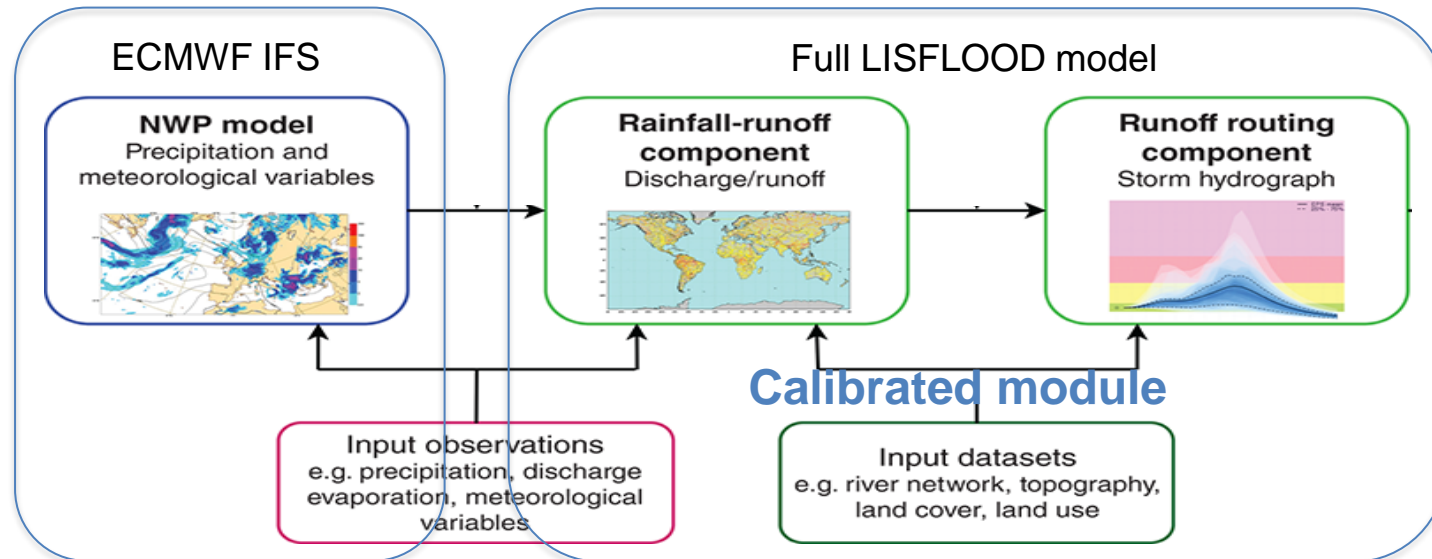 ECMWF IFS
Full LISFLOOD model
NWP model
Precipitation and
meteorological variables
Rainfall-runoff
component
Discharge/runoff
Runoff routing
component
Storm hydrograph
Calibrated module
Input observations
e.g. precipitation, discharge
evaporation, meteorological
variables
Input datasets
e.g. river network, topography,
land cover, land use